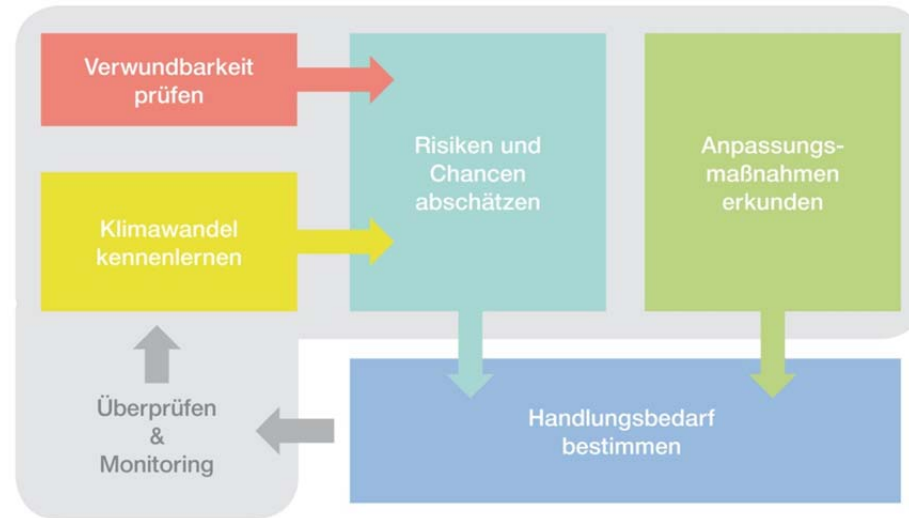 Verwundbarkeit
prüfen
Klimawandel
kennenlernen
Risiken und
Chancen
abschätzen
Anpassungs-
maßnahmen
erkunden
Handlungsbedarf
bestimmen
Überprüfen
&
Monitoring